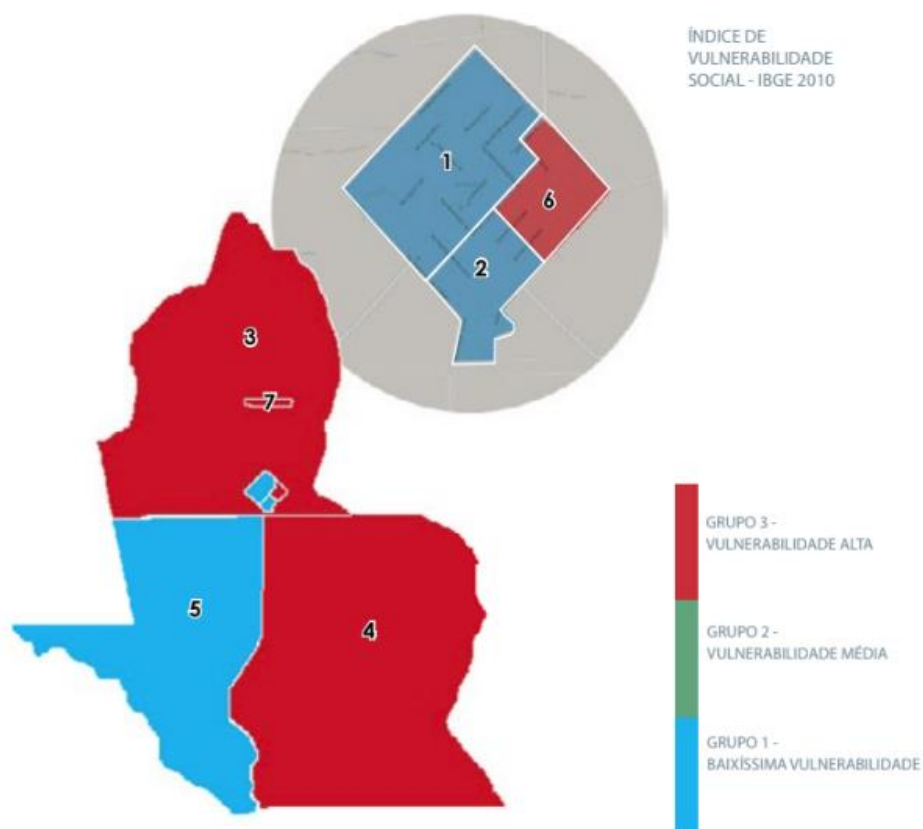 ÍNDICE DE
VULNERABILIDADE
SOCIAL - IBGE 2010
1
6
2
3
7
5
4
GRUPO 3 -
VULNERABILIDADE ALTA
GRUPO 2 -
VULNERABILIDADE MÉDIA
GRUPO 1 -
BAIXÍSSIMA VULNERABILIDADE